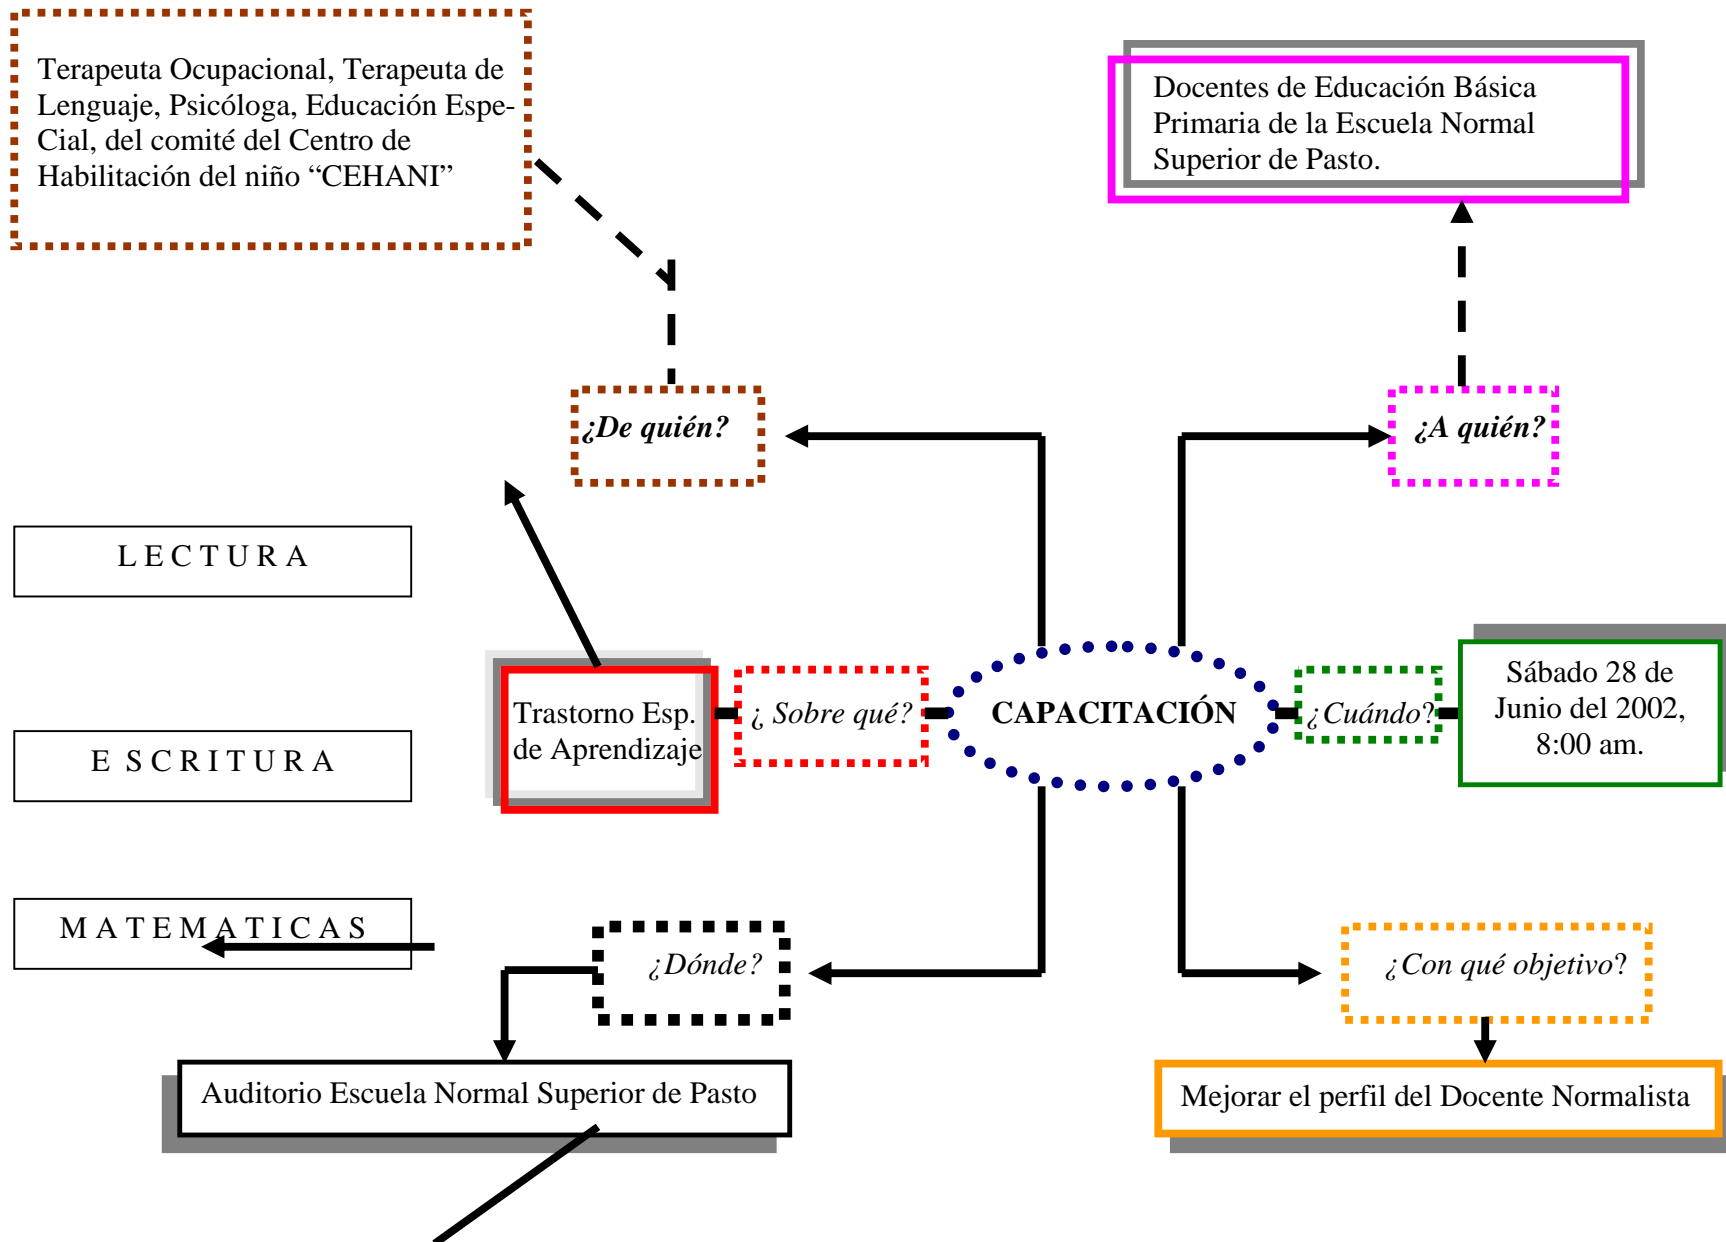 Terapeuta Ocupacional, Terapeuta de
Lenguaje, Psicóloga, Educación Espe-
Cial, del comité del Centro de
Habilitación del niño “CEHANI”
Docentes de Educación Básica
Primaria de la Escuela Normal
Superior de Pasto.
¿De quién?
¿A quién?
L E C T U R A
E S C R I T U R A
M A T E M A T I C A S
Trastorno Esp.
de Aprendizaje
¿ Sobre qué?
CAPACITACIÓN
¿Cuándo?
Sábado 28 de
Junio del 2002,
8:00 am.
¿Dónde?
¿Con qué objetivo?
Auditorio Escuela Normal Superior de Pasto
Mejorar el perfil del Docente Normalista